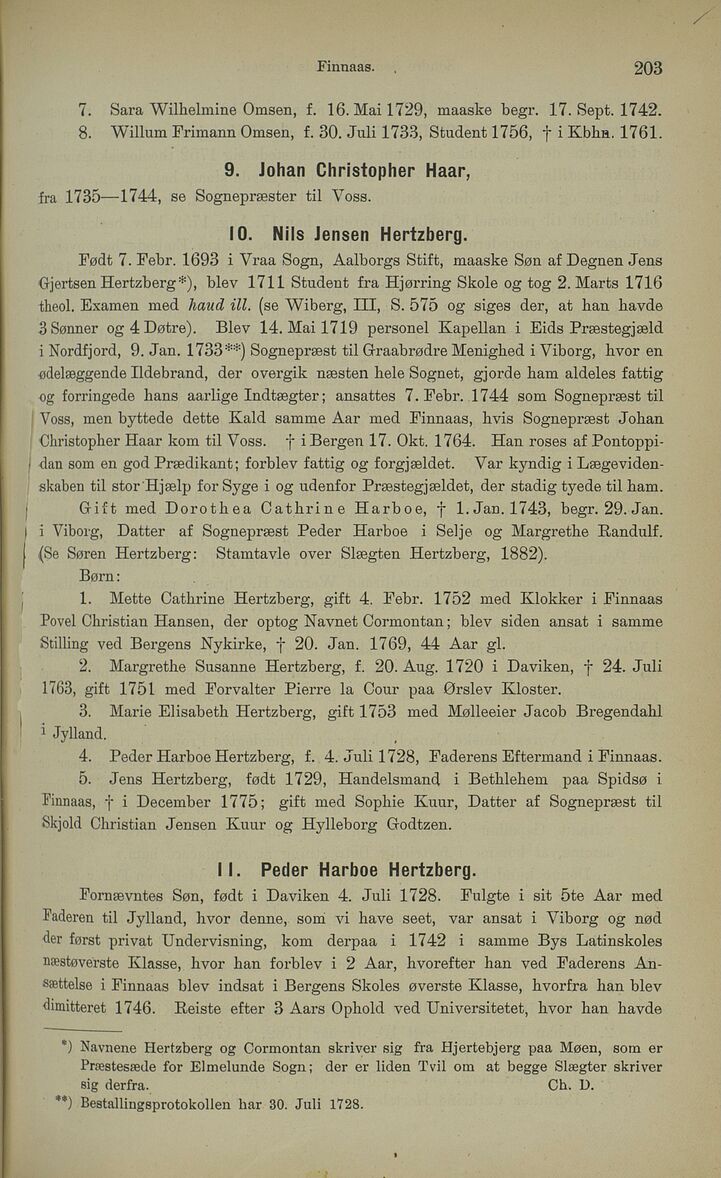 Finnaas.
203
7. Sara Wilhelmine Omsen, f. 16. Mai 1729, maaske begr. 17. Sept. 1742.
8. Willum Frimann Omsen, f. 30. Juli 1733, Student 1756, † i Kbhn. 1761.
9. Johan Christopher Haar,
fra 1735—1744, se Sognepræster til Voss.
10. Nils Jensen Hertzberg.
Født 7. Febr. 1693 i Vraa Sogn, Aalborgs Stift, maaske Søn af Degnen Jens
Gjertsen Hertzberg*), blev 1711 Student fra Hjørring Skole og tog 2. Marts 1716
theol. Examen med haud ill. (se Wiberg, III, S. 575 og siges der, at han havde
3 Sønner og 4 Døtre). Blev 14. Mai 1719 personel Kapellan i Eids Præstegjæld
i Nordfjord, 9. Jan. 1733**) Sognepræst til Graabrødre Menighed i Viborg, hvor en
ødelæggende Ildebrand, der overgik næsten hele Sognet, gjorde ham aldeles fattig
og forringede hans aarlige Indtægter; ansattes 7. Febr. 1744 som Sognepræst til
Voss, men byttede dette Kald samme Aar med Finnaas, hvis Sognepræst Johan
Christopher Haar kom til Voss. † i Bergen 17. Okt. 1764. Han roses af Pontoppi-
dan som en god Prædikant; forblev fattig og forgjældet. Var kyndig i Lægeviden-
skaben til stor Hjælp for Syge i og udenfor Præstegjældet, der stadig tyede til ham.
Gift med Dorothea Cathrine Harboe, † 1. Jan. 1743, begr. 29. Jan.
i Viborg, Datter af Sognepræst Peder Harboe i Selje og Margrethe Randulf.
(Se Søren Hertzberg: Stamtavle over Slægten Hertzberg, 1882).
Børn:
1. Mette Cathrine Hertzberg, gift 4. Febr. 1752 med Klokker i Finnaas
Povel Christian Hansen, der optog Navnet Cormontan; blev siden ansat i samme
Stilling ved Bergens Nykirke, † 20. Jan. 1769, 44 Aar gl.
2. Margrethe Susanne Hertzberg, f. 20. Aug. 1720 i Daviken, † 24. Juli
1763, gift 1751 med Forvalter Pierre la Cour paa Ørslev Kloster.
3. Marie Elisabeth Hertzberg, gift 1753 med Mølleeier Jacob Bregendahl
i Jylland.
4. Peder Harboe Hertzberg, f. 4. Juli 1728, Faderens Eftermand i Finnaas.
5. Jens Hertzberg, født 1729, Handelsmand i Bethlehem paa Spidsø i
Finnaas, † i December 1775; gift med Sophie Kuur, Datter af Sognepræst til
Skjold Christian Jensen Kuur og Hylleborg Godtzen.
11. Peder Harboe Hertzberg.
Fornævntes Søn, født i Daviken 4. Juli 1728. Fulgte i sit 5te Aar med
Faderen til Jylland, hvor denne, som vi have seet, var ansat i Viborg og nød
der først privat Undervisning, kom derpaa i 1742 i samme Bys Latinskoles
næstøverste Klasse, hvor han forblev i 2 Aar, hvorefter han ved Faderens An-
sættelse i Finnaas blev indsat i Bergens Skoles øverste Klasse, hvorfra han blev
dimitteret 1746. Reiste efter 3 Aars Ophold ved Universitetet, hvor han havde
*) Navnene Hertzberg og Cormontan skriver sig fra Hjertebjerg paa Møen, som er
Præstesæde for Elmelunde Sogn; der er liden Tvil om at begge Slægter skriver
sig derfra. Ch. D.
**) Bestallingsprotokollen har 30. Juli 1728.